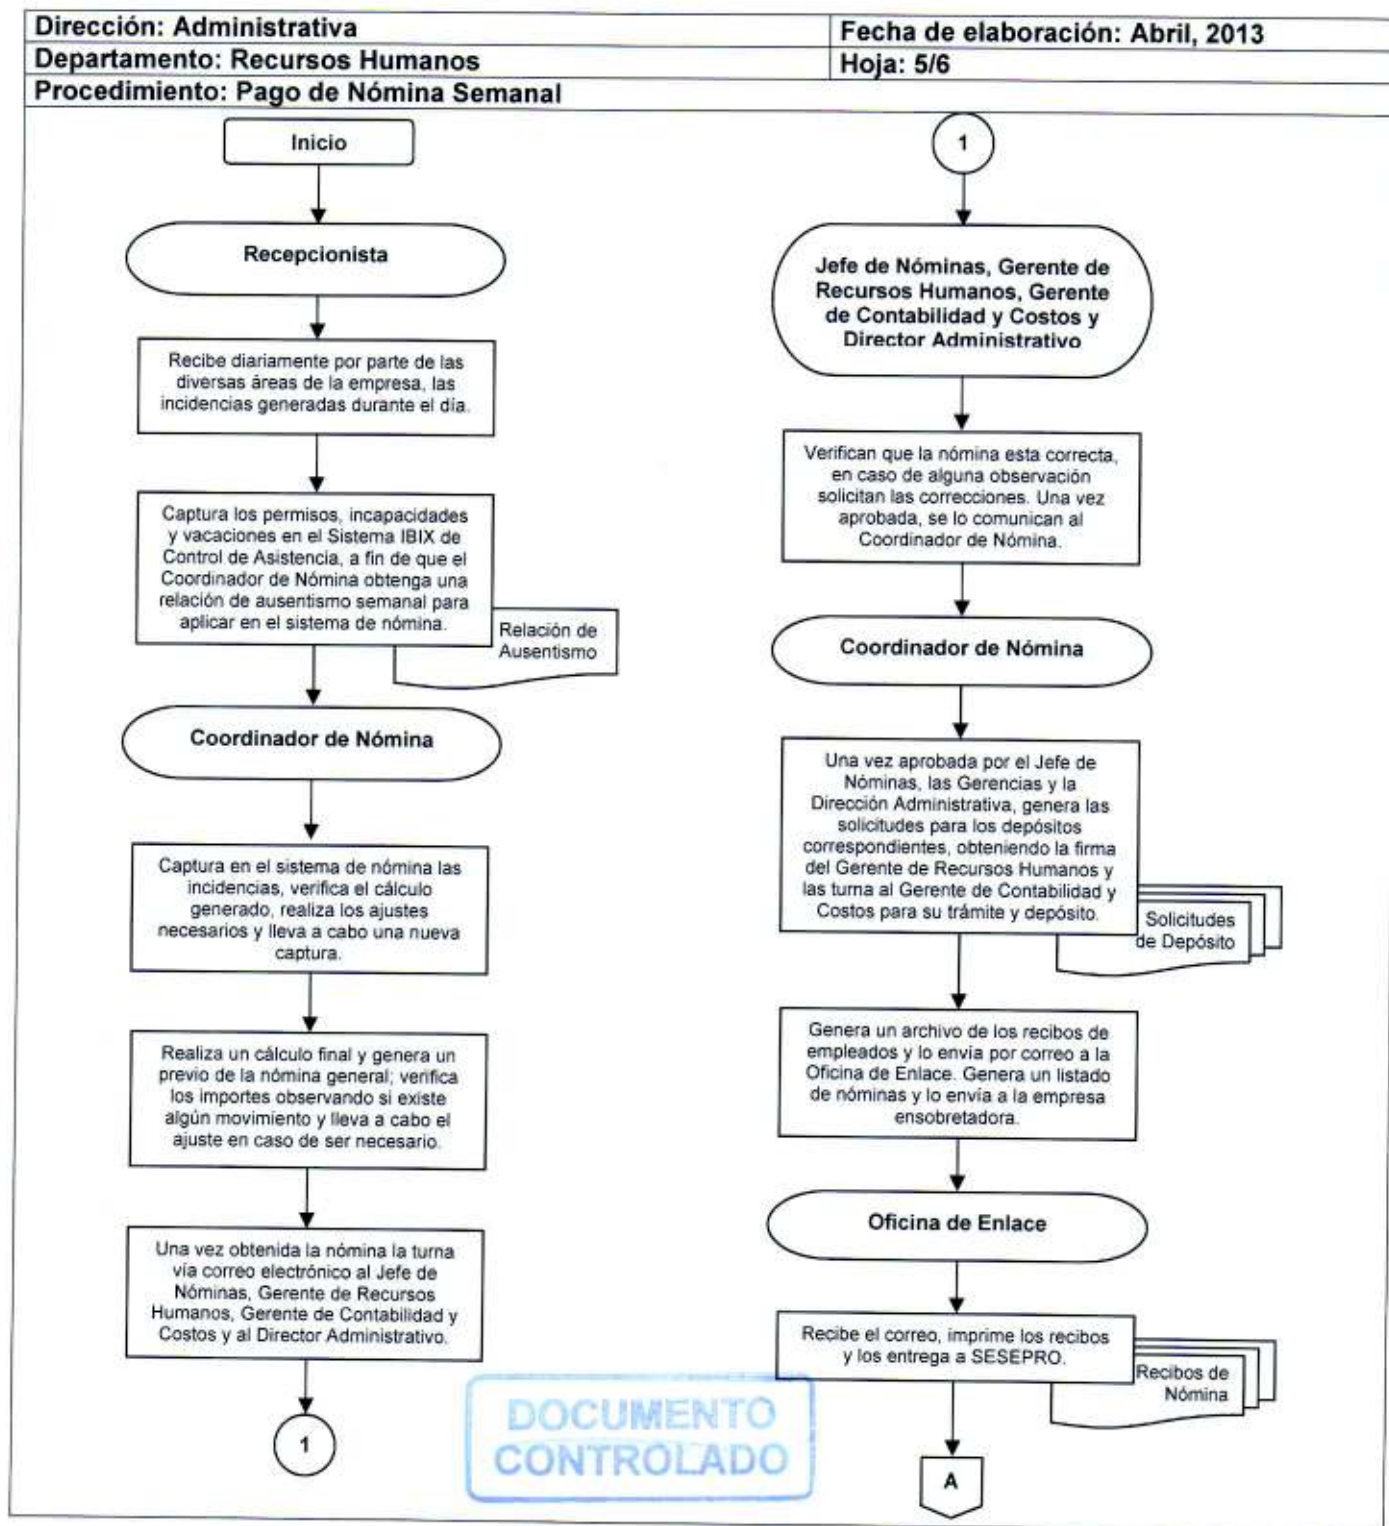 Dirección: Administrativa
Fecha de elaboración: Abril, 2013
Departamento: Recursos Humanos
Hoja: 5/6
Procedimiento: Pago de Nómina Semanal
Inicio
Recepcionista
Recibe diariamente por parte de las
diversas áreas de la empresa, las
incidencias generadas durante el día.
Captura los permisos, incapacidades
y vacaciones en el Sistema IBIX de
Control de Asistencia, a fin de que el
Coordinador de Nómina obtenga una
relación de ausentismo semanal para
aplicar en el sistema de nómina.
Relación de
Ausentismo
Coordinador de Nómina
Captura en el sistema de nómina las
incidencias, verifica el cálculo
generado, realiza los ajustes
necesarios y lleva a cabo una nueva
captura.
Realiza un cálculo final y genera un
previo de la nómina general; verifica
los importes observando si existe
algún movimiento y lleva a cabo el
ajuste en caso de ser necesario.
Una vez obtenida la nómina la turna
vía correo electrónico al Jefe de
Nóminas, Gerente de Recursos
Humanos, Gerente de Contabilidad y
Costos y al Director Administrativo.
1
1
Jefe de Nóminas, Gerente de
Recursos Humanos, Gerente
de Contabilidad y Costos y
Director Administrativo
Verifican que la nómina esta correcta,
en caso de alguna observación
solicitan las correcciones. Una vez
aprobada, se lo comunican al
Coordinador de Nómina.
Coordinador de Nómina
Una vez aprobada por el Jefe de
Nóminas, las Gerencias y la
Dirección Administrativa, genera las
solicitudes para los depósitos
correspondientes, obteniendo la firma
del Gerente de Recursos Humanos y
las turna al Gerente de Contabilidad y
Costos para su trámite y depósito.
Solicitudes
de Depósito
Genera un archivo de los recibos de
empleados y lo envía por correo a la
Oficina de Enlace. Genera un listado
de nóminas y lo envía a la empresa
ensobretadora.
Oficina de Enlace
Recibe el correo, imprime los recibos
y los entrega a SESEPRO.
Recibos de
Nómina
A
DOCUMENTO
CONTROLADO